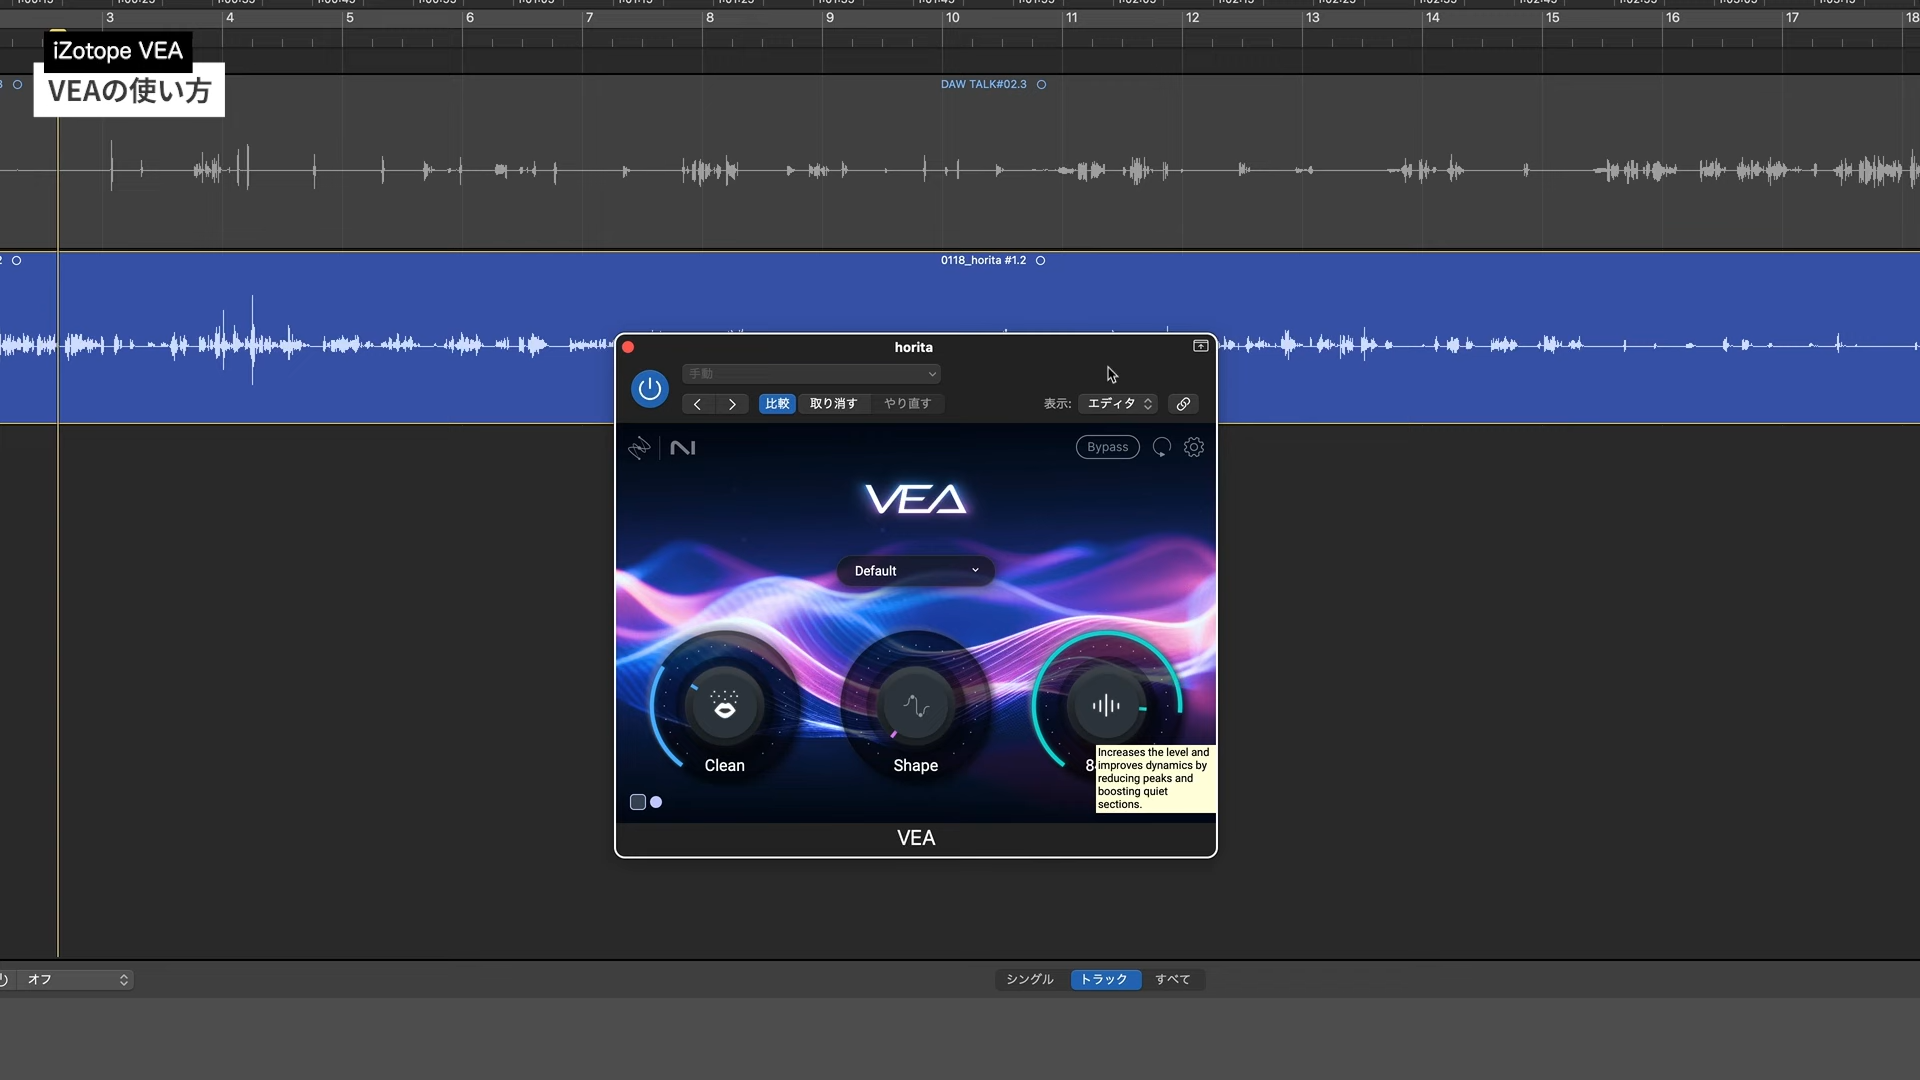 3 4 5 6 7 8 9 10 11 12 13 14 15 16 17 18
iZotope VEA
VEAの使い方
DAW TALK#02.3
0118_horita #1.2
horita
手動
比較 取り消す やり直す
表示: エディタ
Bypass
VEA
Default
Clean
Shape
8
Increases the level and
improves dynamics by
reducing peaks and
boosting quiet
sections.
VEA
オフ
シングル トラック すべて